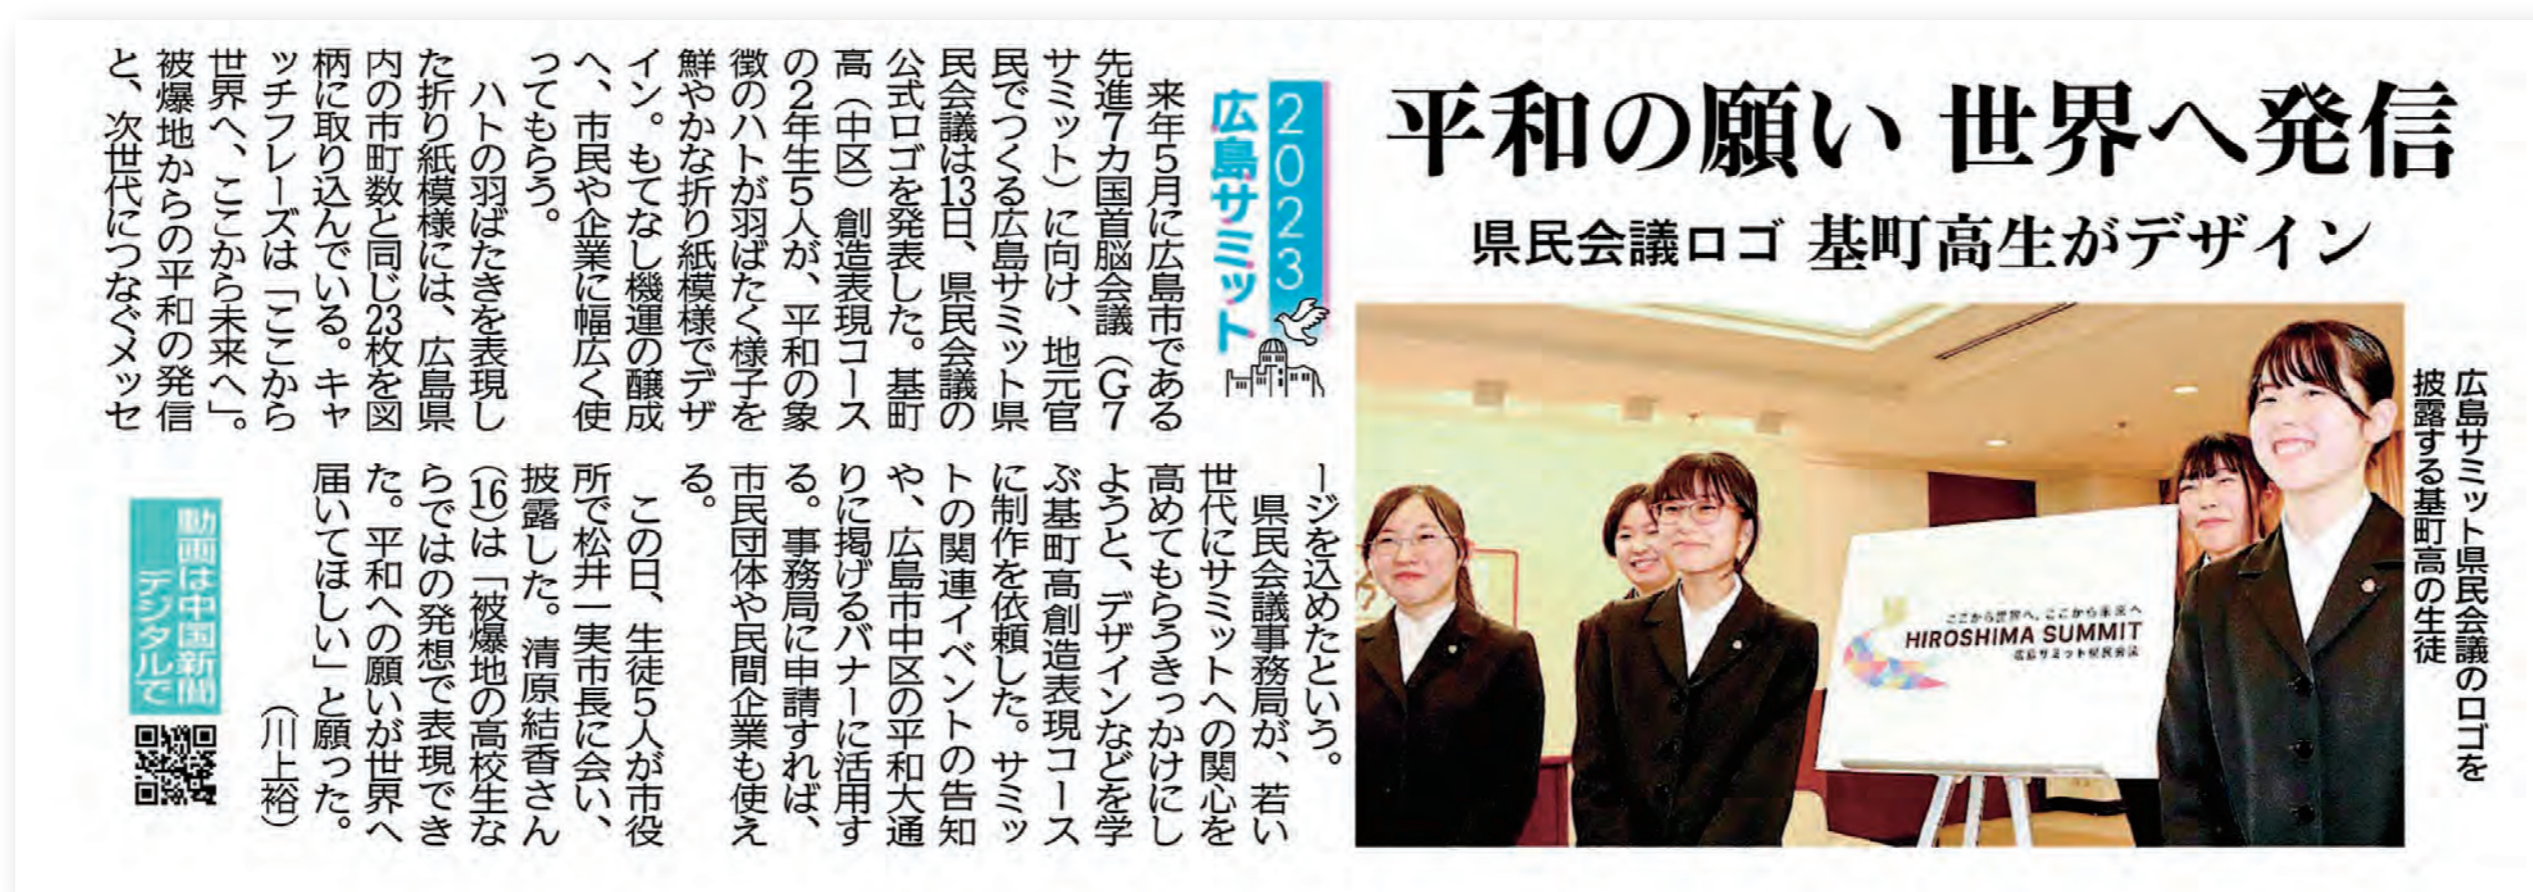 平和の願い 世界へ発信
県民会議ロゴ 基町高生がデザイン
2023
広島サミット
来年5月に広島市である
先進7カ国首脳会議（G7
サミット）に向け、地元官
民でつくる広島サミット県
民会議は13日、県民会議の
公式ロゴを発表した。基町
高（中区）創造表現コース
の2年生5人が、平和の象
徴のハトが羽ばたく様子を
鮮やかな折り紙模様でデザ
イン。もてなし機運の醸成
へ、市民や企業に幅広く使
ってもらう。
ハトの羽ばたきを表現し
た折り紙模様には、広島県
内の市町数と同じ23枚を図
柄に取り込んでいる。キャ
ッチフレーズは「ここから
世界へ、ここから未来へ」。
被爆地からの平和の発信
と、次世代につなぐメッセ
ージを込めたという。
県民会議事務局が、若い
世代にサミットへの関心を
高めてもらうきっかけにし
ようと、デザインなどを学
ぶ基町高創造表現コース
に制作を依頼した。サミッ
トの関連イベントの告知
や、広島市中区の平和大通
りに掲げるバナーに活用す
る。事務局に申請すれば、
市民団体や民間企業も使え
る。
この日、生徒5人が市役
所で松井一実市長に会い、
披露した。清原結香さん
（16）は「被爆地の高校生な
らではの発想で表現でき
た。平和への願いが世界へ
届いてほしい」と願った。
（川上裕）
動画は中国新聞
デジタルで
広島サミット県民会議のロゴを
披露する基町高の生徒
ここから世界へ、ここから未来へ
HIROSHIMA SUMMIT
広島サミット県民会議